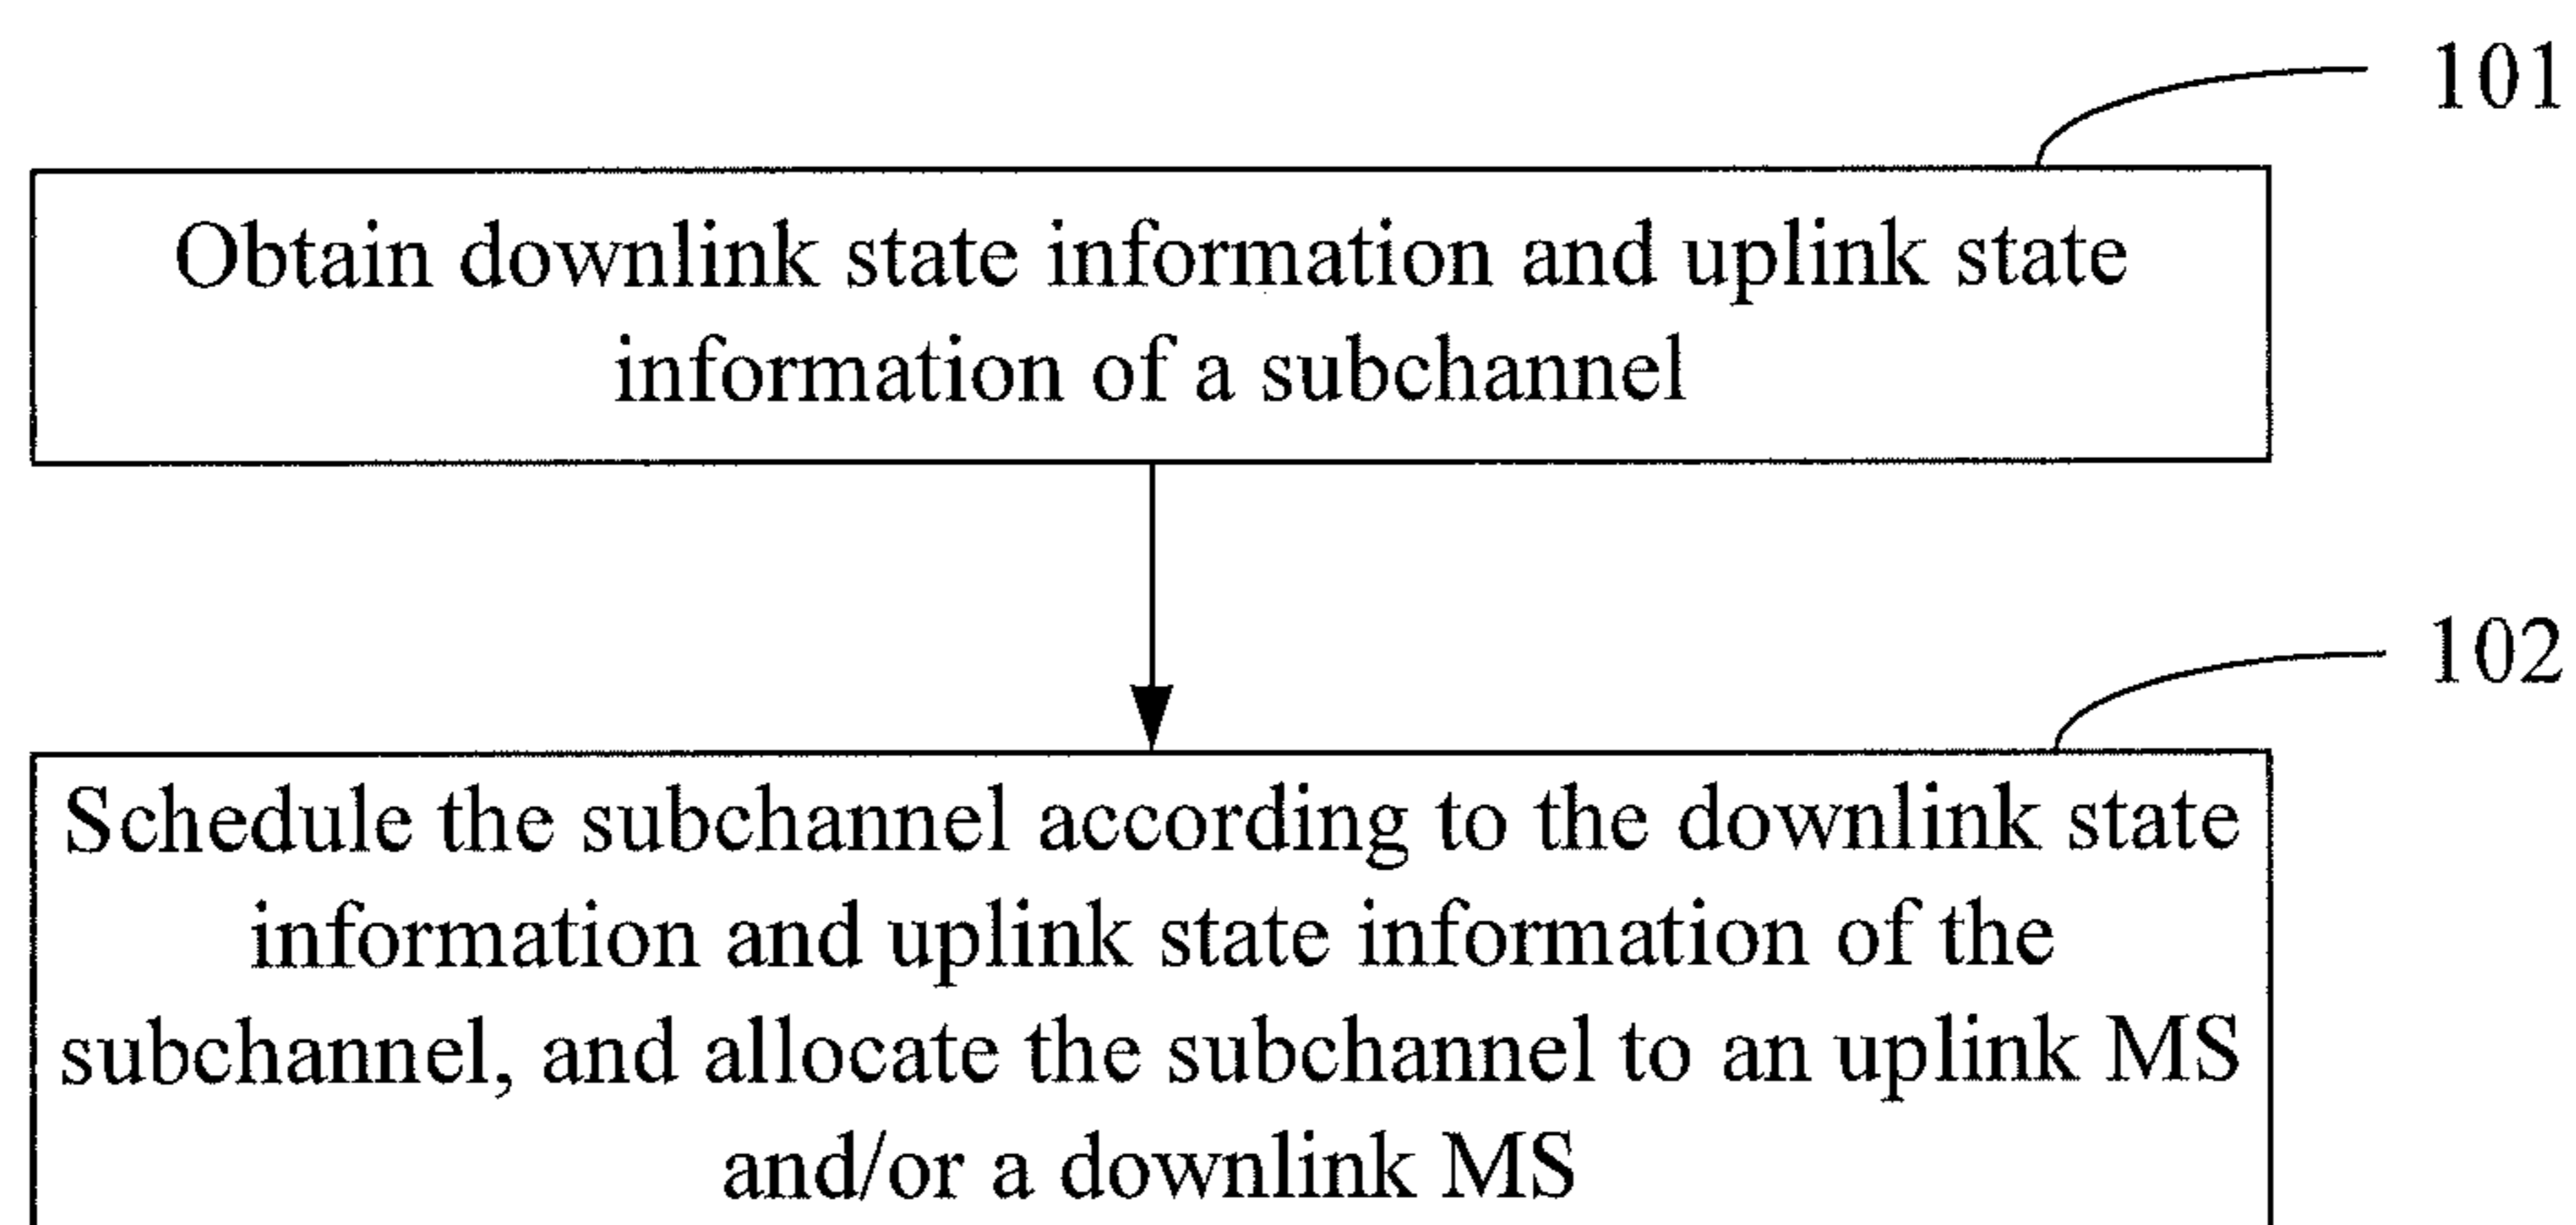 101
Obtain downlink state information and uplink state
information of a subchannel
102
Schedule the subchannel according to the downlink state
information and uplink state information of the
subchannel, and allocate the subchannel to an uplink MS
and/or a downlink MS